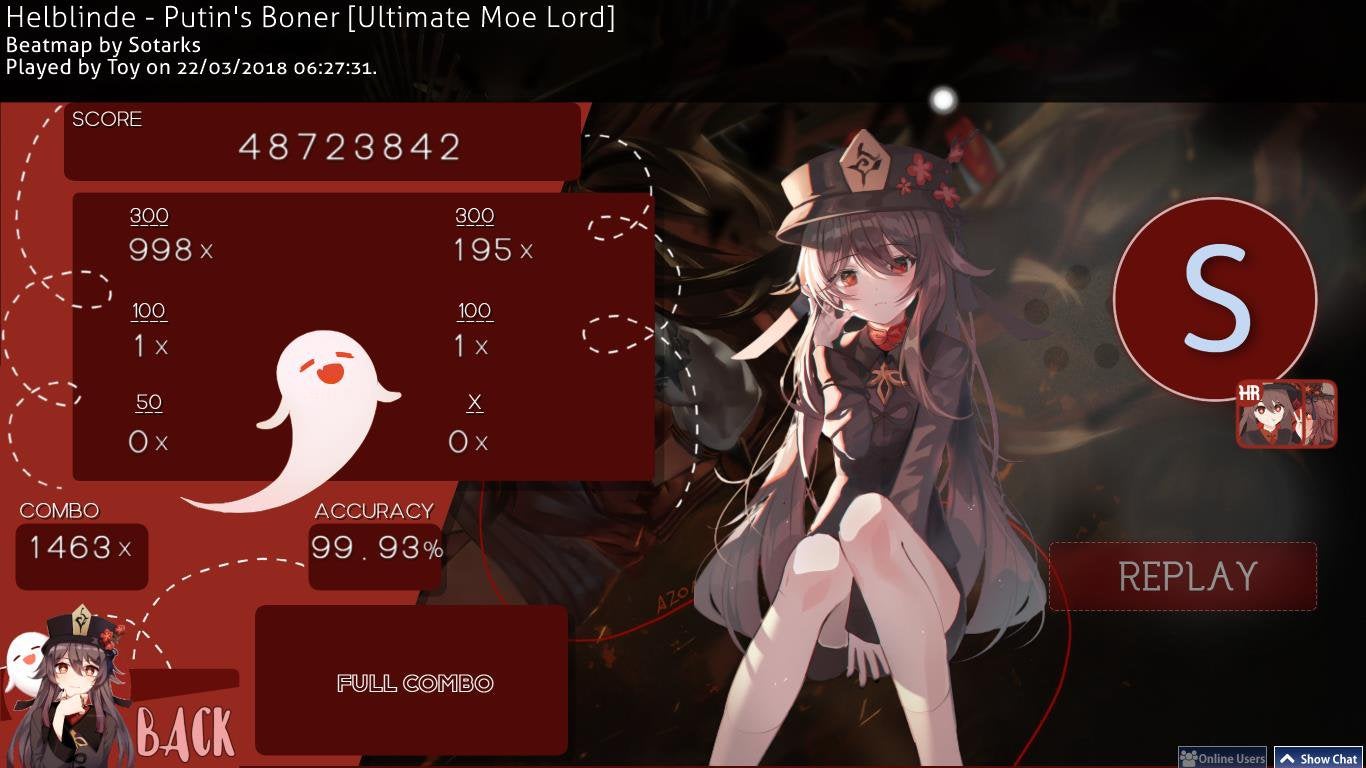 Helblinde - Putin's Boner [Ultimate Moe Lord]
Beatmap by Sotarks
Played by Toy on 22/03/2018 06:27:31.
SCORE
48723842
300 300
998x 195x
100 100
1x 1x
50 X
0x 0x
COMBO ACCURACY
1463x 99.93%
S
HR
REPLAY
FULL COMBO
BACK
Online Users Show Chat